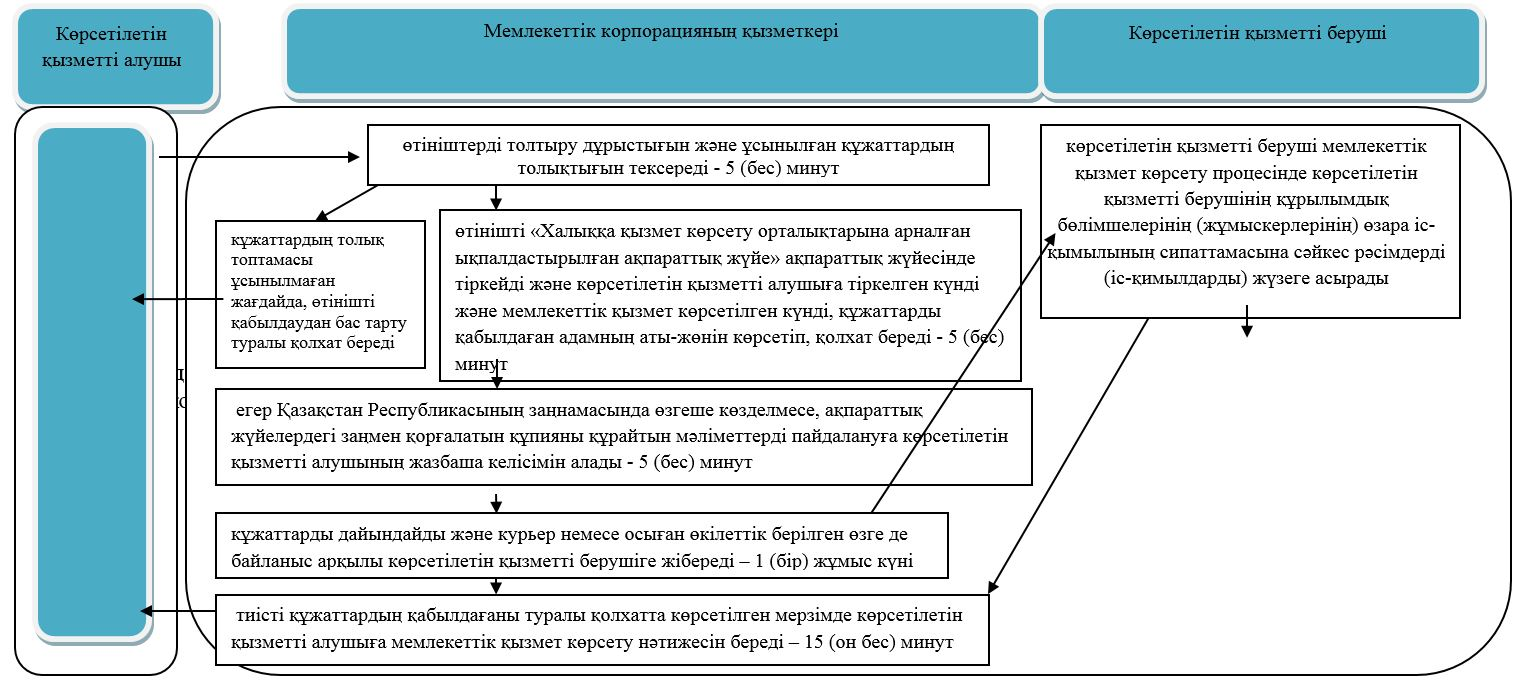 Көрсетілетін
қызметті алушы
Мемлекеттік корпорацияның қызметкері
Көрсетілетін қызметті беруші
өтініштерді толтыру дұрыстығын және ұсынылған құжаттардың
толықтығын тексереді - 5 (бес) минут
құжаттардың толық
топтамасы
ұсынылмаған
жағдайда, өтінішті
қабылдаудан бас тарту
туралы қолхат береді
өтінішті «Халыққа қызмет көрсету орталықтарына арналған
ықпалдастырылған ақпараттық жүйе» ақпараттық жүйесінде
тіркейді және көрсетілетін қызметті алушыға тіркелген күнді
және мемлекеттік қызмет көрсетілген күнді, құжаттарды
қабылдаған адамның аты-жөнін көрсетіп, қолхат береді - 5 (бес)
минут
егер Қазақстан Республикасының заңнамасында өзгеше көзделмесе, ақпараттық
жүйелердегі заңмен қорғалатын құпияны құрайтын мәліметтерді пайдалануға көрсетілетін
қызметті алушының жазбаша келісімін алады - 5 (бес) минут
құжаттарды дайындайды және курьер немесе осыған өкілеттік берілген өзге де
байланыс арқылы көрсетілетін қызметті берушіге жібереді – 1 (бір) жұмыс күні
тиісті құжаттардың қабылдағаны туралы қолхатта көрсетілген мерзімде көрсетілетін
қызметті алушыға мемлекеттік қызмет көрсету нәтижесін береді – 15 (он бес) минут
көрсетілетін қызметті беруші мемлекеттік
қызмет көрсету процесінде көрсетілетін
қызметті берушінің құрылымдық
бөлімшелерінің (жұмыскерлерінің) өзара іс-
қымылының сипаттамасына сәйкес рәсімдерді
(іс-қимылдарды) жүзеге асырады